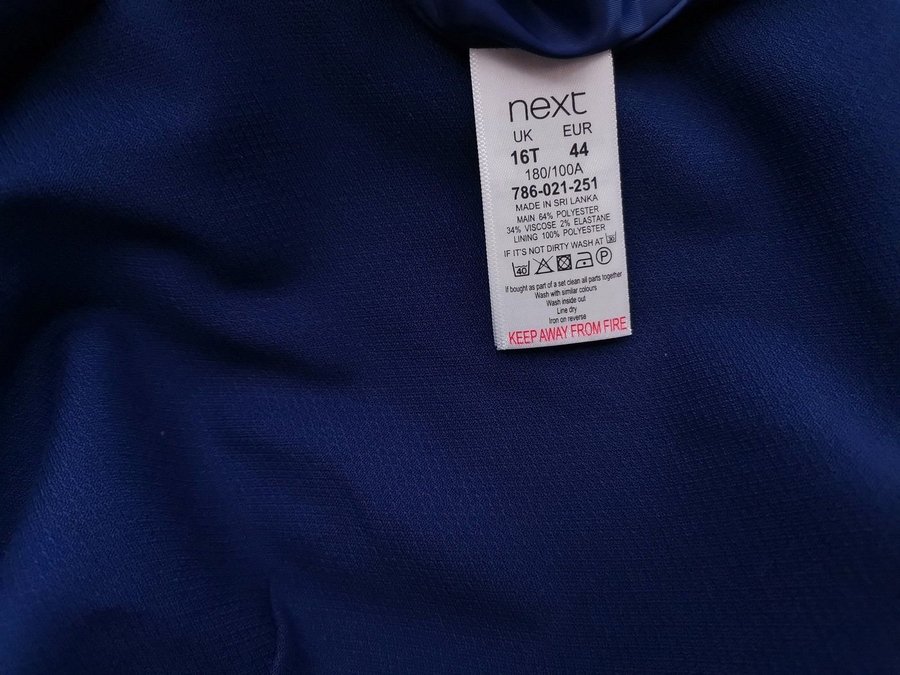 next
UK EUR
16T 44
180/100A
786-021-251
MADE IN SRI LANKA
MAIN 64% POLYESTER
34% VISCOSE 2% ELASTANE
LINING 100% POLYESTER
IF IT'S NOT DIRTY WASH AT 30
40 P
If bought as part of a set clean all parts together
Wash with similar colours
Wash inside out
Line dry
Iron on reverse
KEEP AWAY FROM FIRE